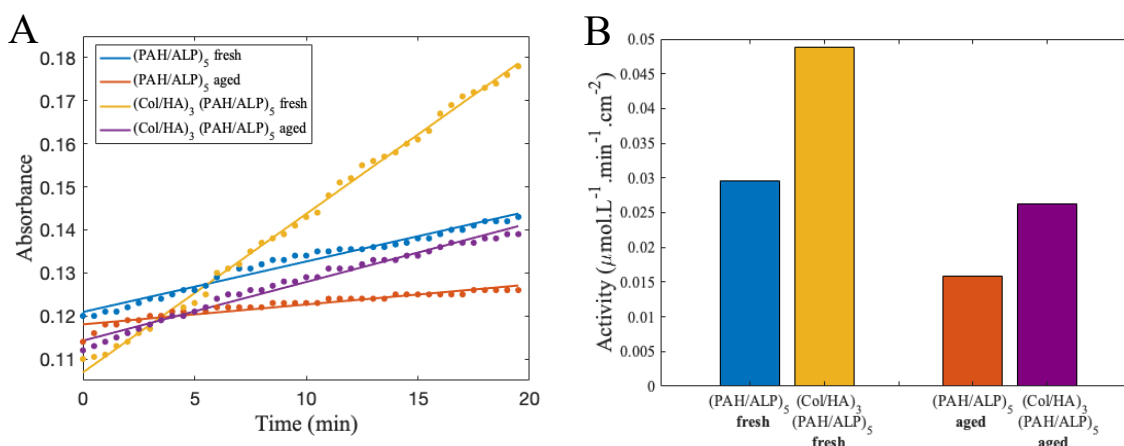 A
(PAH/ALP)5 fresh
(PAH/ALP)5 aged
(Col/HA)3 (PAH/ALP)5 fresh
(Col/HA)3 (PAH/ALP)5 aged
0.18
0.17
0.16
0.15
0.14
0.13
0.12
0.11
Absorbance
0 5 10 15 20
Time (min)
B
0.05
0.045
0.04
0.035
0.03
0.025
0.02
0.015
0.01
0.005
0
Activity (μmol.L-1 .min-1 .cm-2)
(PAH/ALP)5
fresh
(Col/HA)3
(PAH/ALP)5
fresh
(PAH/ALP)5
aged
(Col/HA)3
(PAH/ALP)5
aged